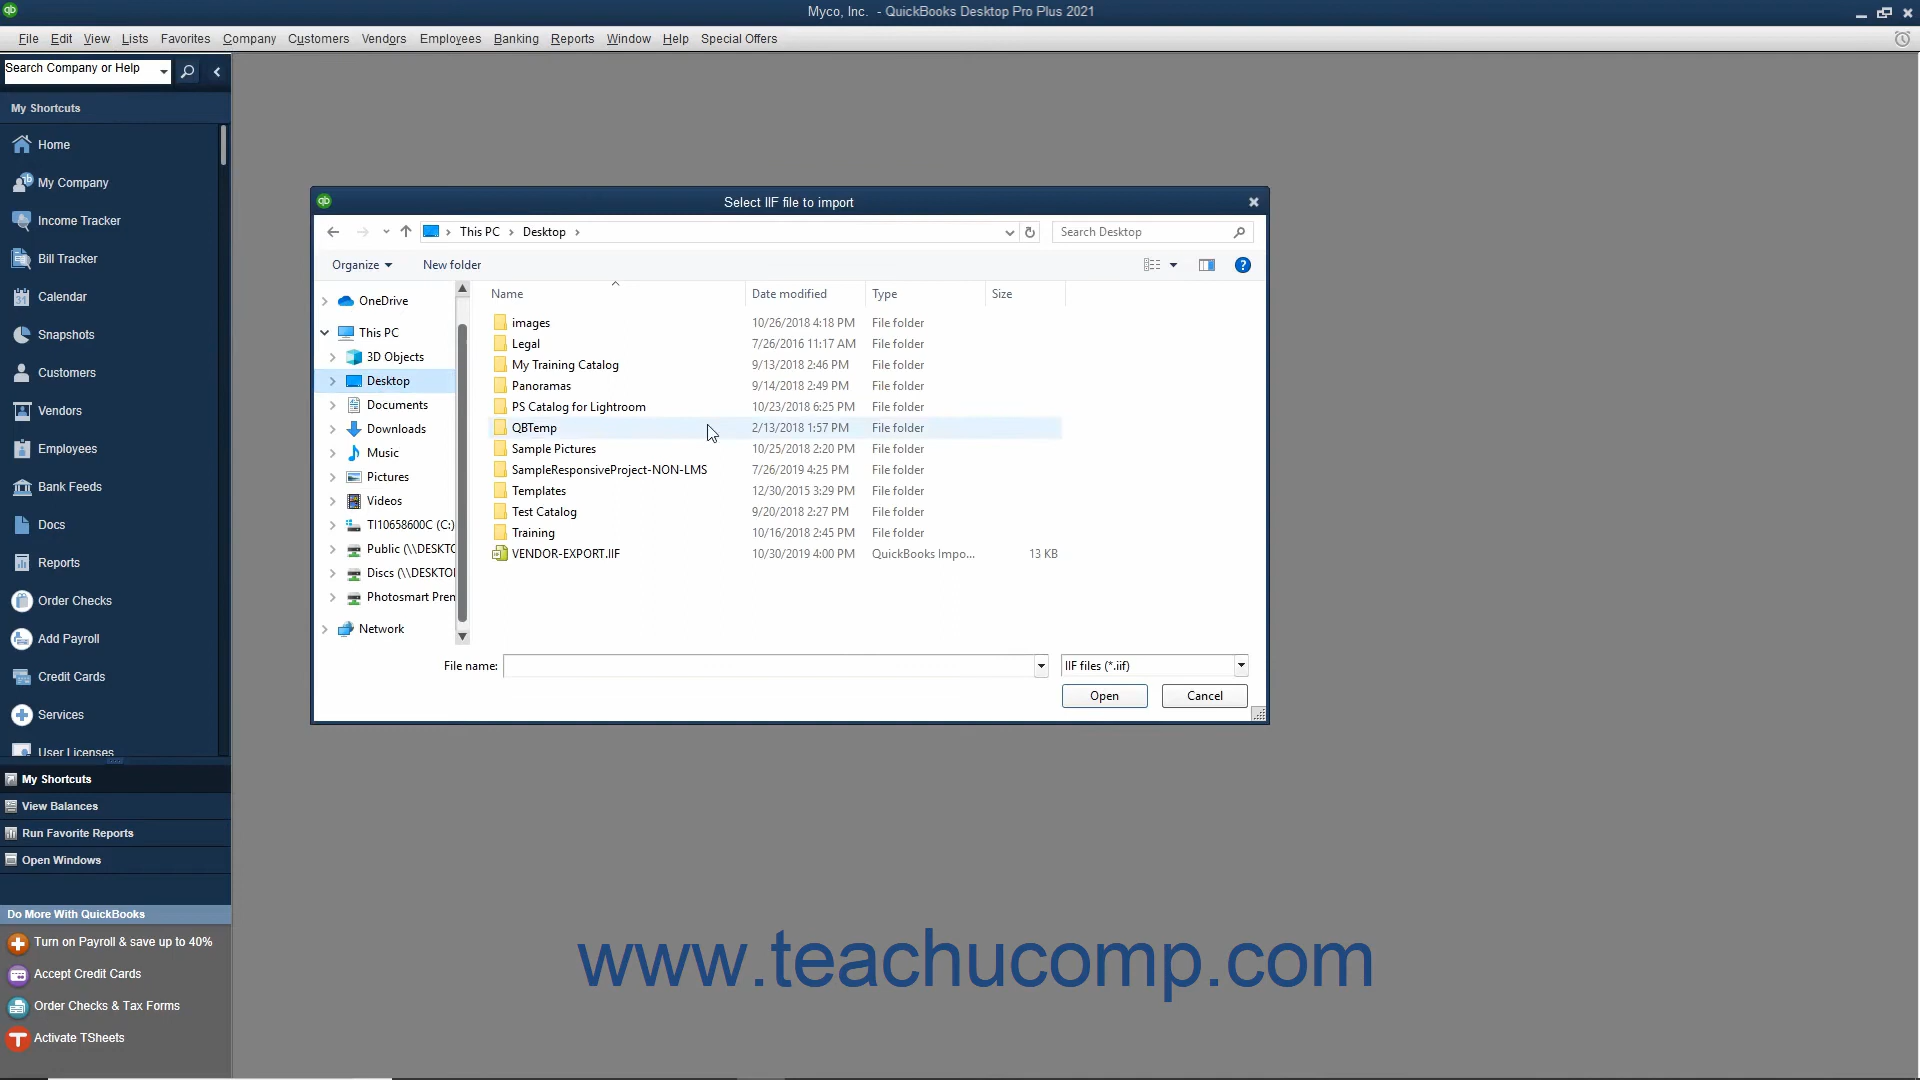 Myco, Inc. - QuickBooks Desktop Pro Plus 2021
File Edit View Lists Favorites Company Customers Vendors Employees Banking Reports Window Help Special Offers
Search Company or Help
My Shortcuts
Home
My Company
Income Tracker
Bill Tracker
Calendar
Snapshots
Customers
Vendors
Employees
Bank Feeds
Docs
Reports
Order Checks
Add Payroll
Credit Cards
Services
User Licenses
My Shortcuts
View Balances
Run Favorite Reports
Open Windows
Do More With QuickBooks
Turn on Payroll & save up to 40%
Accept Credit Cards
Order Checks & Tax Forms
Activate TSheets
Select IIF file to import
This PC > Desktop >
Search Desktop
Organize New folder
OneDrive
This PC
3D Objects
Desktop
Documents
Downloads
Music
Pictures
Videos
TI10658600C (C:)
Public (\\DESKTO
Discs (\\DESKTOI
Photosmart Pren
Network
Name Date modified Type Size
images 10/26/2018 4:18 PM File folder
Legal 7/26/2016 11:17 AM File folder
My Training Catalog 9/13/2018 2:46 PM File folder
Panoramas 9/14/2018 2:49 PM File folder
PS Catalog for Lightroom 10/23/2018 6:25 PM File folder
QBTemp 2/13/2018 1:57 PM File folder
Sample Pictures 10/25/2018 2:20 PM File folder
SampleResponsiveProject-NON-LMS 7/26/2019 4:25 PM File folder
Templates 12/30/2015 3:29 PM File folder
Test Catalog 9/20/2018 2:27 PM File folder
Training 10/16/2018 2:45 PM File folder
VENDOR-EXPORT.IIF 10/30/2019 4:00 PM QuickBooks Impo... 13 KB
File name:
IIF files (*.iif)
Open Cancel
www.teachucomp.com